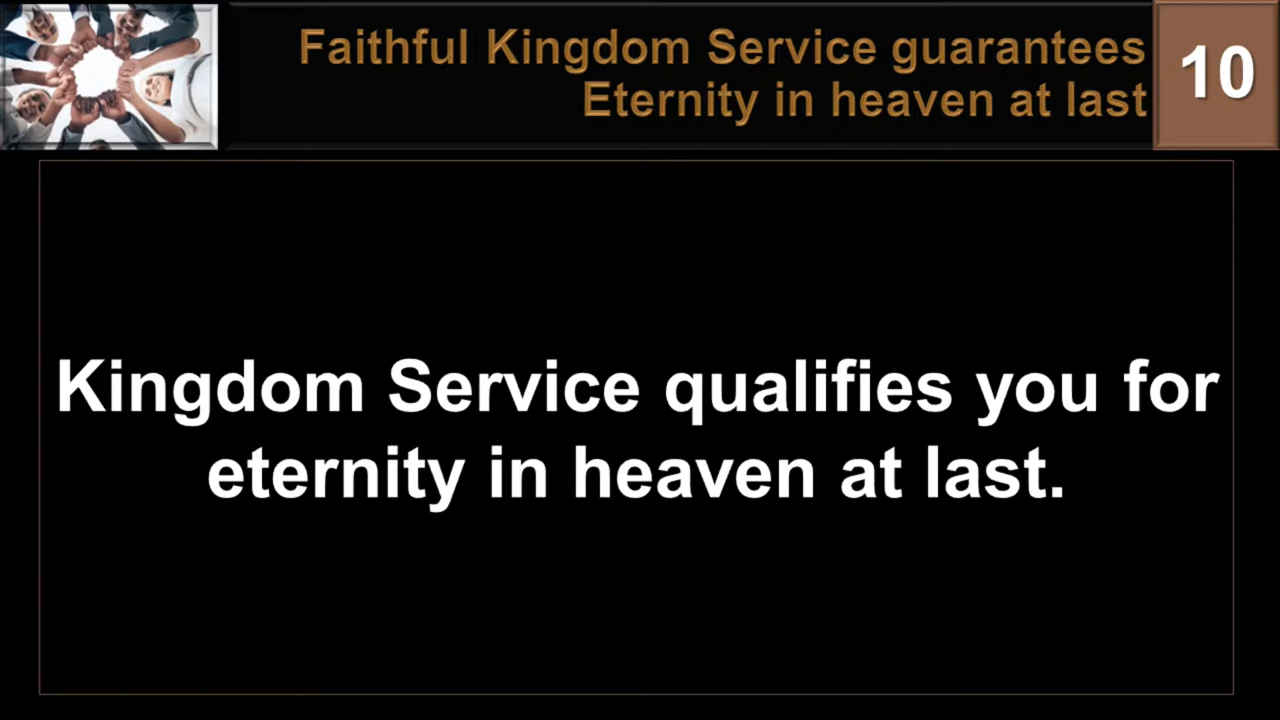 Faithful Kingdom Service guarantees
Eternity in heaven at last
10
Kingdom Service qualifies you for
eternity in heaven at last.